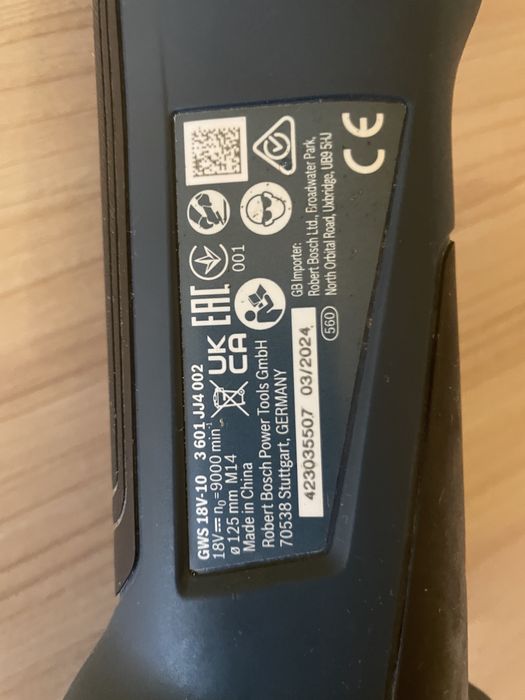 GWS 18V-10 3 601 JJ4 002
18V⎓ n₀=9000 min⁻¹
ø 125 mm M14
Made in China
Robert Bosch Power Tools GmbH
70538 Stuttgart, GERMANY
423035507 03/2024
UK
CA
EAC
001
GB Importer:
Robert Bosch Ltd., Broadwater Park,
North Orbital Road, Uxbridge, UB9 5HJ
560
CE